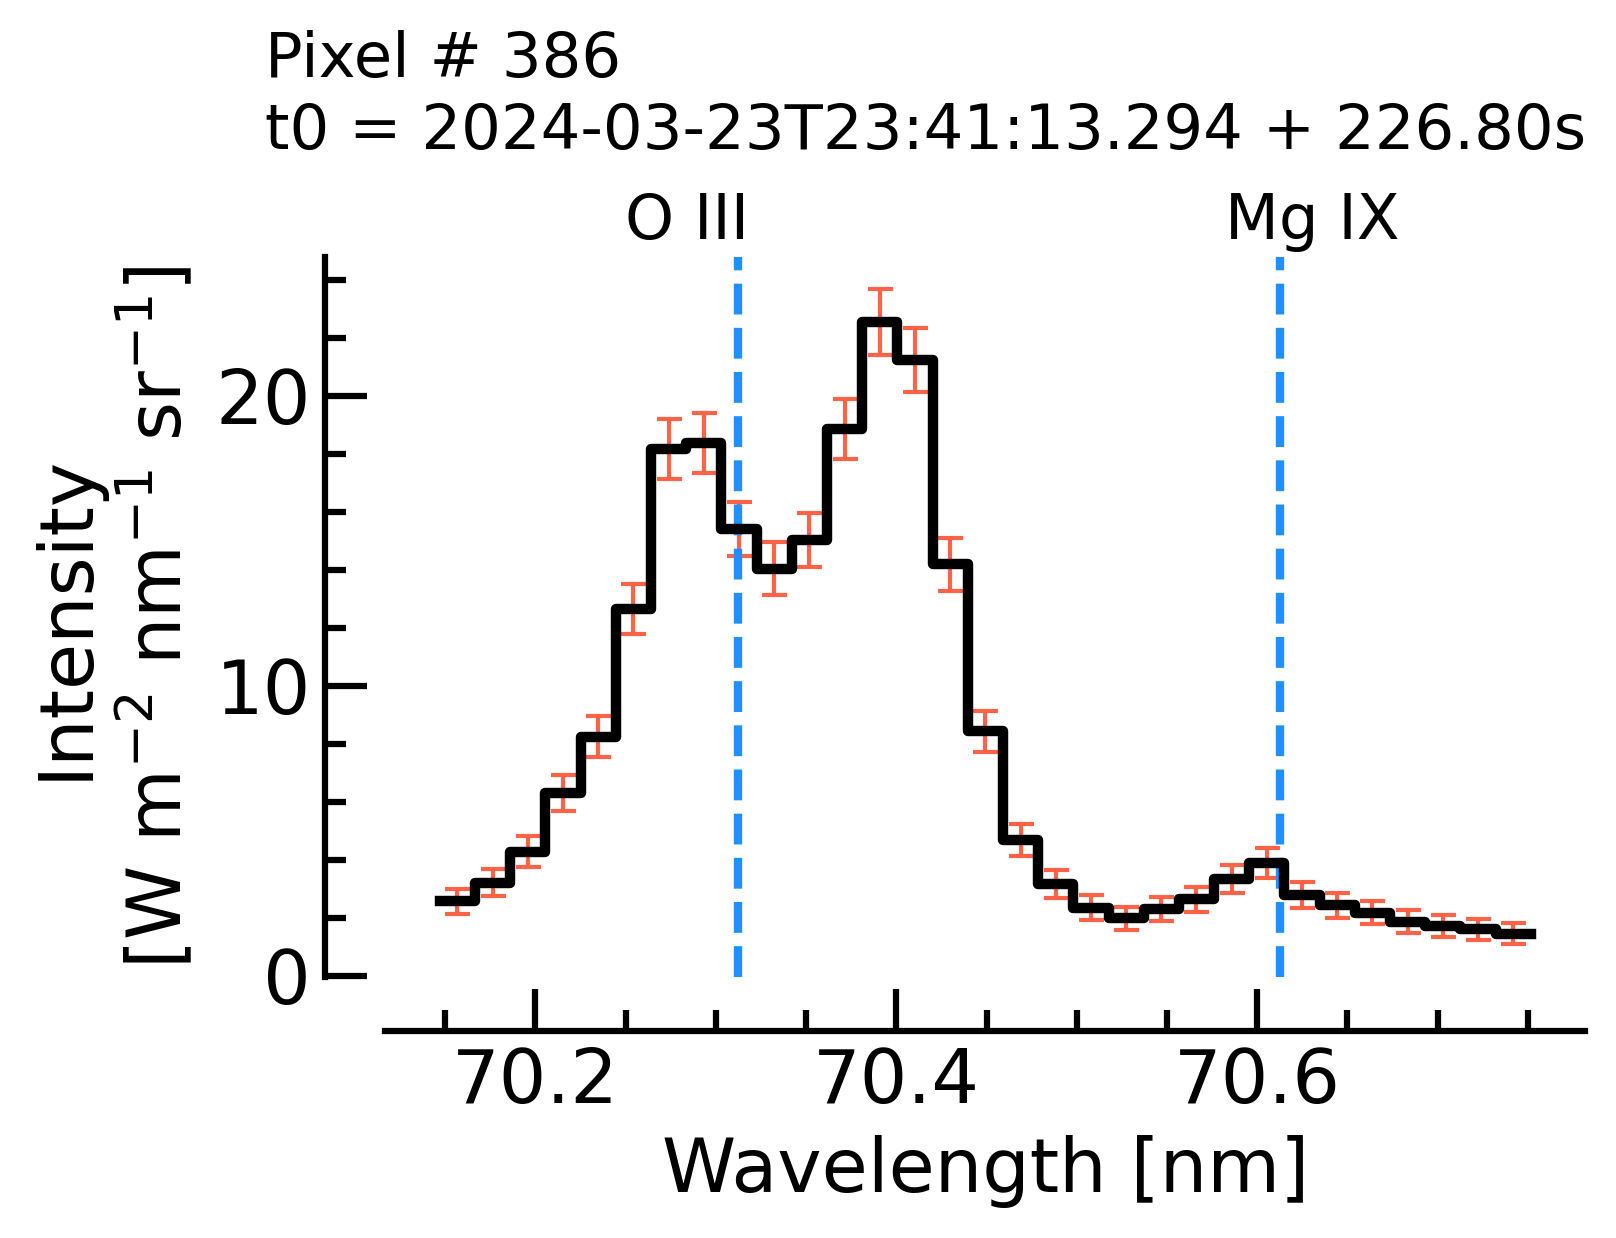 Pixel # 386
t0 = 2024-03-23T23:41:13.294 + 226.80s
O III Mg IX
Intensity
[W m⁻² nm⁻¹ sr⁻¹]
20
10
0
70.2 70.4 70.6
Wavelength [nm]